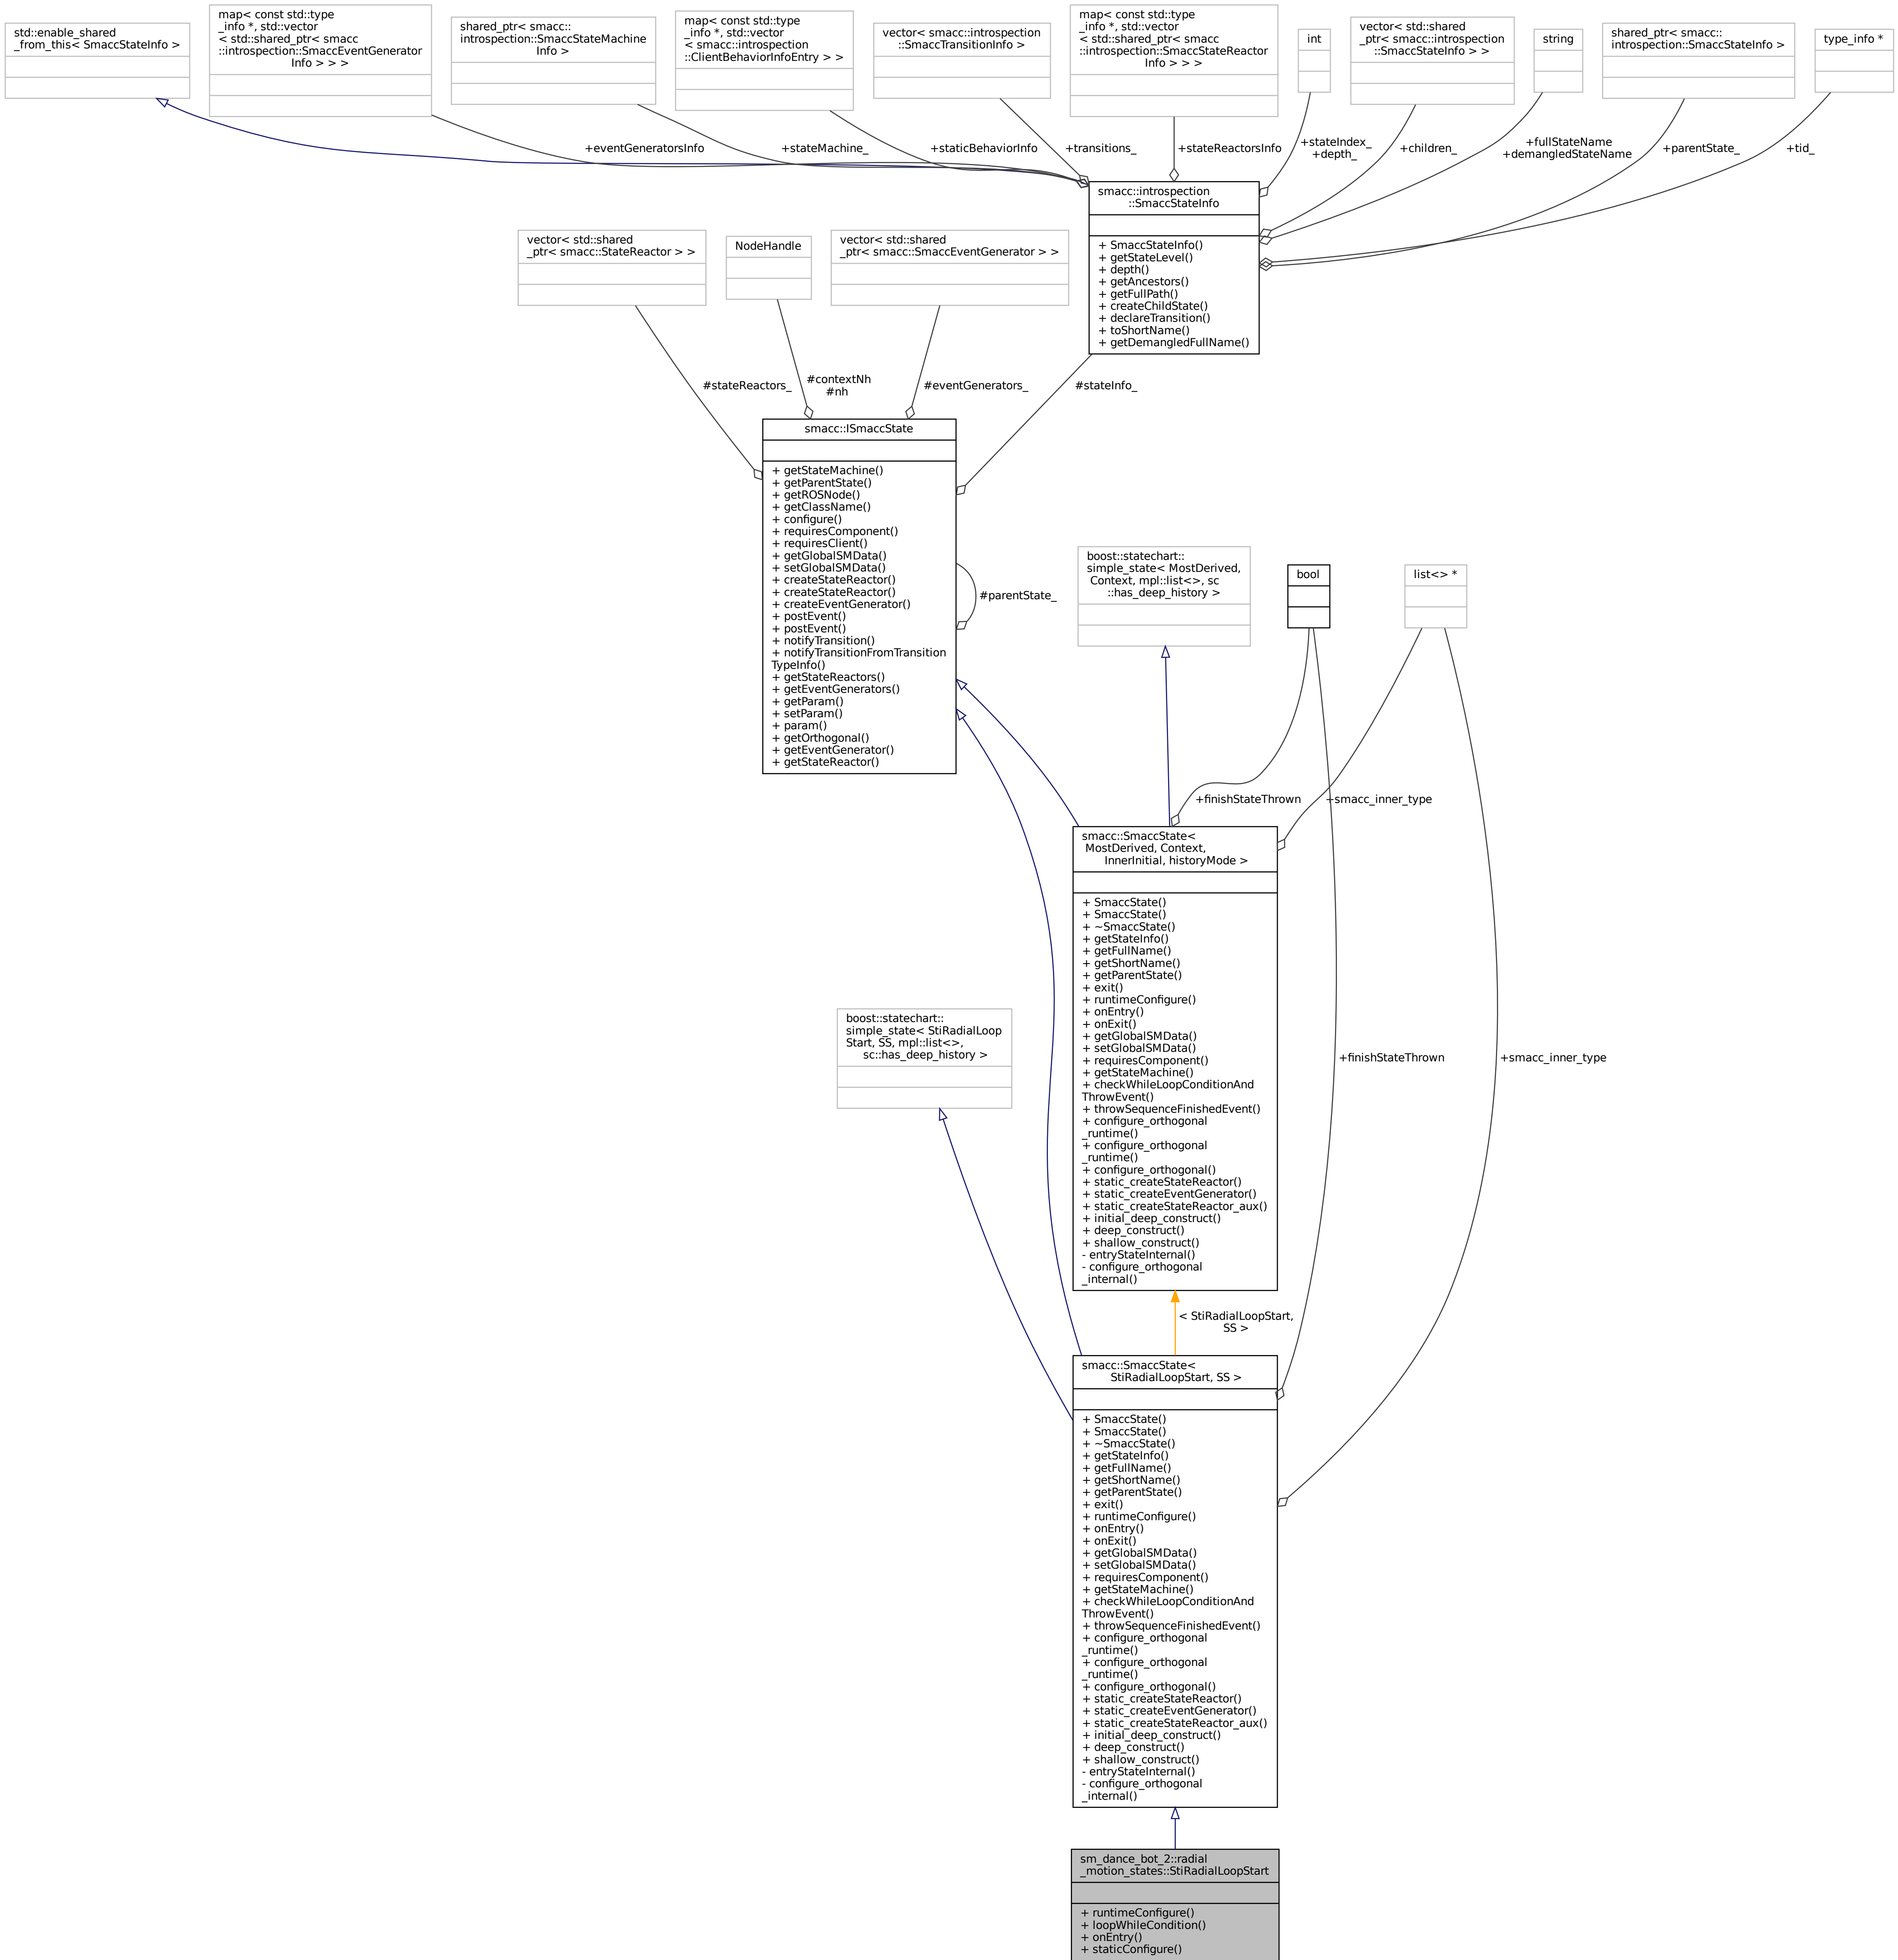 std::enable_shared
_from_this< SmaccStateInfo >
map< const std::type
_info *, std::vector
< std::shared_ptr< smacc
::introspection::SmaccEventGenerator
Info > > >
shared_ptr< smacc::
introspection::SmaccStateMachine
Info >
map< const std::type
_info *, std::vector
< smacc::introspection
::ClientBehaviorInfoEntry > >
vector< smacc::introspection
::SmaccTransitionInfo >
map< const std::type
_info *, std::vector
< std::shared_ptr< smacc
::introspection::SmaccStateReactor
Info > > >
int
vector< std::shared
_ptr< smacc::introspection
::SmaccStateInfo > >
string
shared_ptr< smacc::
introspection::SmaccStateInfo >
type_info *
+eventGeneratorsInfo
+stateMachine_
+staticBehaviorInfo
+transitions_
+stateReactorsInfo
+stateIndex_
+depth_
+children_
+fullStateName
+demangledStateName
+parentState_
+tid_
smacc::introspection
::SmaccStateInfo
+ SmaccStateInfo()
+ getStateLevel()
+ depth()
+ getAncestors()
+ getFullPath()
+ createChildState()
+ declareTransition()
+ toShortName()
+ getDemangledFullName()
vector< std::shared
_ptr< smacc::StateReactor > >
NodeHandle
vector< std::shared
_ptr< smacc::SmaccEventGenerator > >
#stateReactors_
#contextNh
#nh
#eventGenerators_
#stateInfo_
smacc::ISmaccState
+ getStateMachine()
+ getParentState()
+ getROSNode()
+ getClassName()
+ configure()
+ requiresComponent()
+ requiresClient()
+ getGlobalSMData()
+ setGlobalSMData()
+ createStateReactor()
+ createStateReactor()
+ createEventGenerator()
+ postEvent()
+ postEvent()
+ notifyTransition()
+ notifyTransitionFromTransition
TypeInfo()
+ getStateReactors()
+ getEventGenerators()
+ getParam()
+ setParam()
+ param()
+ getOrthogonal()
+ getEventGenerator()
+ getStateReactor()
#parentState_
boost::statechart::
simple_state< MostDerived,
Context, mpl::list<>, sc
::has_deep_history >
bool
list<> *
+finishStateThrown
+smacc_inner_type
smacc::SmaccState<
MostDerived, Context,
InnerInitial, historyMode >
+ SmaccState()
+ SmaccState()
+ ~SmaccState()
+ getStateInfo()
+ getFullName()
+ getShortName()
+ getParentState()
+ exit()
+ runtimeConfigure()
+ onEntry()
+ onExit()
+ getGlobalSMData()
+ setGlobalSMData()
+ requiresComponent()
+ getStateMachine()
+ checkWhileLoopConditionAnd
ThrowEvent()
+ throwSequenceFinishedEvent()
+ configure_orthogonal
_runtime()
+ configure_orthogonal
_runtime()
+ configure_orthogonal()
+ static_createStateReactor()
+ static_createEventGenerator()
+ static_createStateReactor_aux()
+ initial_deep_construct()
+ deep_construct()
+ shallow_construct()
- entryStateInternal()
- configure_orthogonal
_internal()
boost::statechart::
simple_state< StiRadialLoop
Start, SS, mpl::list<>,
sc::has_deep_history >
+finishStateThrown
+smacc_inner_type
< StiRadialLoopStart,
SS >
smacc::SmaccState<
StiRadialLoopStart, SS >
+ SmaccState()
+ SmaccState()
+ ~SmaccState()
+ getStateInfo()
+ getFullName()
+ getShortName()
+ getParentState()
+ exit()
+ runtimeConfigure()
+ onEntry()
+ onExit()
+ getGlobalSMData()
+ setGlobalSMData()
+ requiresComponent()
+ getStateMachine()
+ checkWhileLoopConditionAnd
ThrowEvent()
+ throwSequenceFinishedEvent()
+ configure_orthogonal
_runtime()
+ configure_orthogonal
_runtime()
+ configure_orthogonal()
+ static_createStateReactor()
+ static_createEventGenerator()
+ static_createStateReactor_aux()
+ initial_deep_construct()
+ deep_construct()
+ shallow_construct()
- entryStateInternal()
- configure_orthogonal
_internal()
sm_dance_bot_2::radial
_motion_states::StiRadialLoopStart
+ runtimeConfigure()
+ loopWhileCondition()
+ onEntry()
+ staticConfigure()